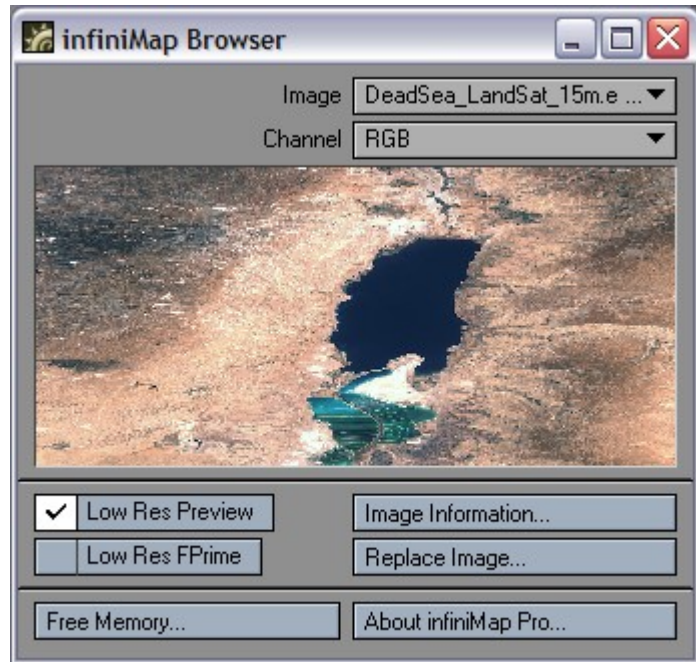 infiniMap Browser
Image DeadSea_LandSat_15m.e ...
Channel RGB
Low Res Preview Image Information...
Low Res FPrime Replace Image...
Free Memory... About infiniMap Pro...